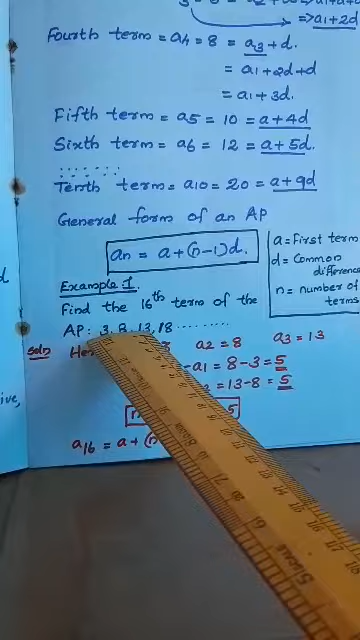 ⇒ a1+2d
Fourth term = a4 = 8 = a3 + d.
= a1 + 2d + d
= a1 + 3d.
Fifth term = a5 = 10 = a + 4d
Sixth term = a6 = 12 = a + 5d.
Tenth term = a10 = 20 = a + 9d
General form of an AP
an = a + (n-1)d.
a = First term
d = Common
difference
n = number of
terms
Example 1.
Find the 16th term of the
AP: 3, 8, 13, 18 .........
Soln a2 = 8 a3 = 13
- a1 = 8 - 3 = 5
= 13 - 8 = 5
5
a16 = a + (n